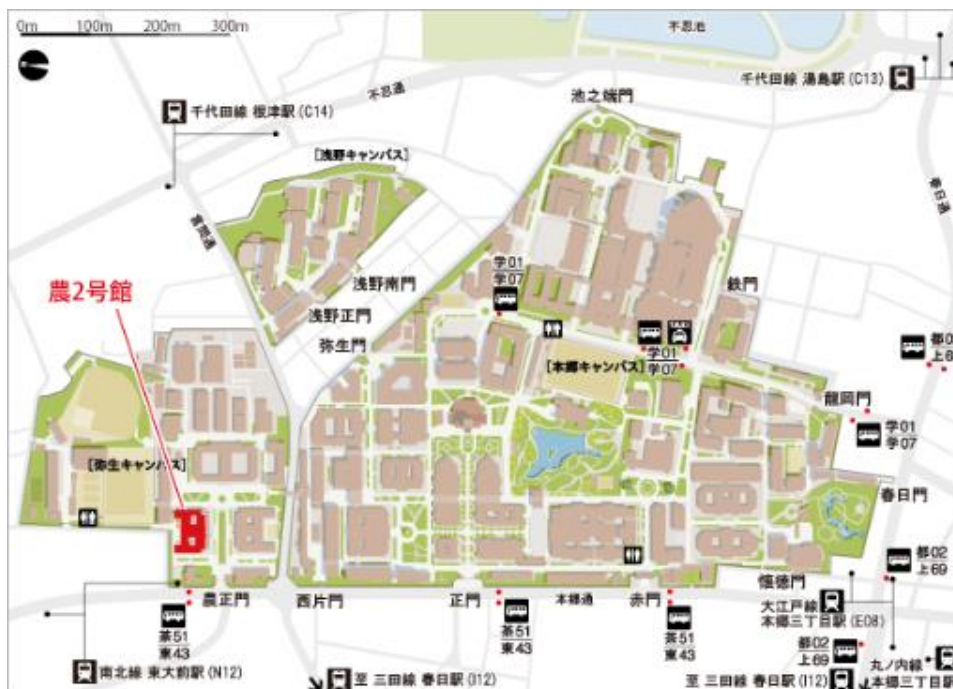 0m 100m 200m 300m
不忍池
千代田線 湯島駅 (C13)
不忍通
池之端門
千代田線 根津駅 (C14)
[浅野キャンパス]
春日通
言問通
学01
学07
浅野南門
鉄門
農2号館
浅野正門
弥生門
TAXI
[本郷キャンパス]
学01
学07
都0
上6
龍岡門
学01
学07
[弥生キャンパス]
春日門
都02
上69
懐徳門
農正門
西片門
正門
本郷通
赤門
大江戸線
本郷三丁目駅 (E08)
茶51
東43
茶51
東43
茶51
東43
都02
上69
丸ノ内線
本郷三丁目駅
南北線 東大前駅 (N12)
至 三田線 春日駅 (I12)
至 三田線 春日駅 (I12)